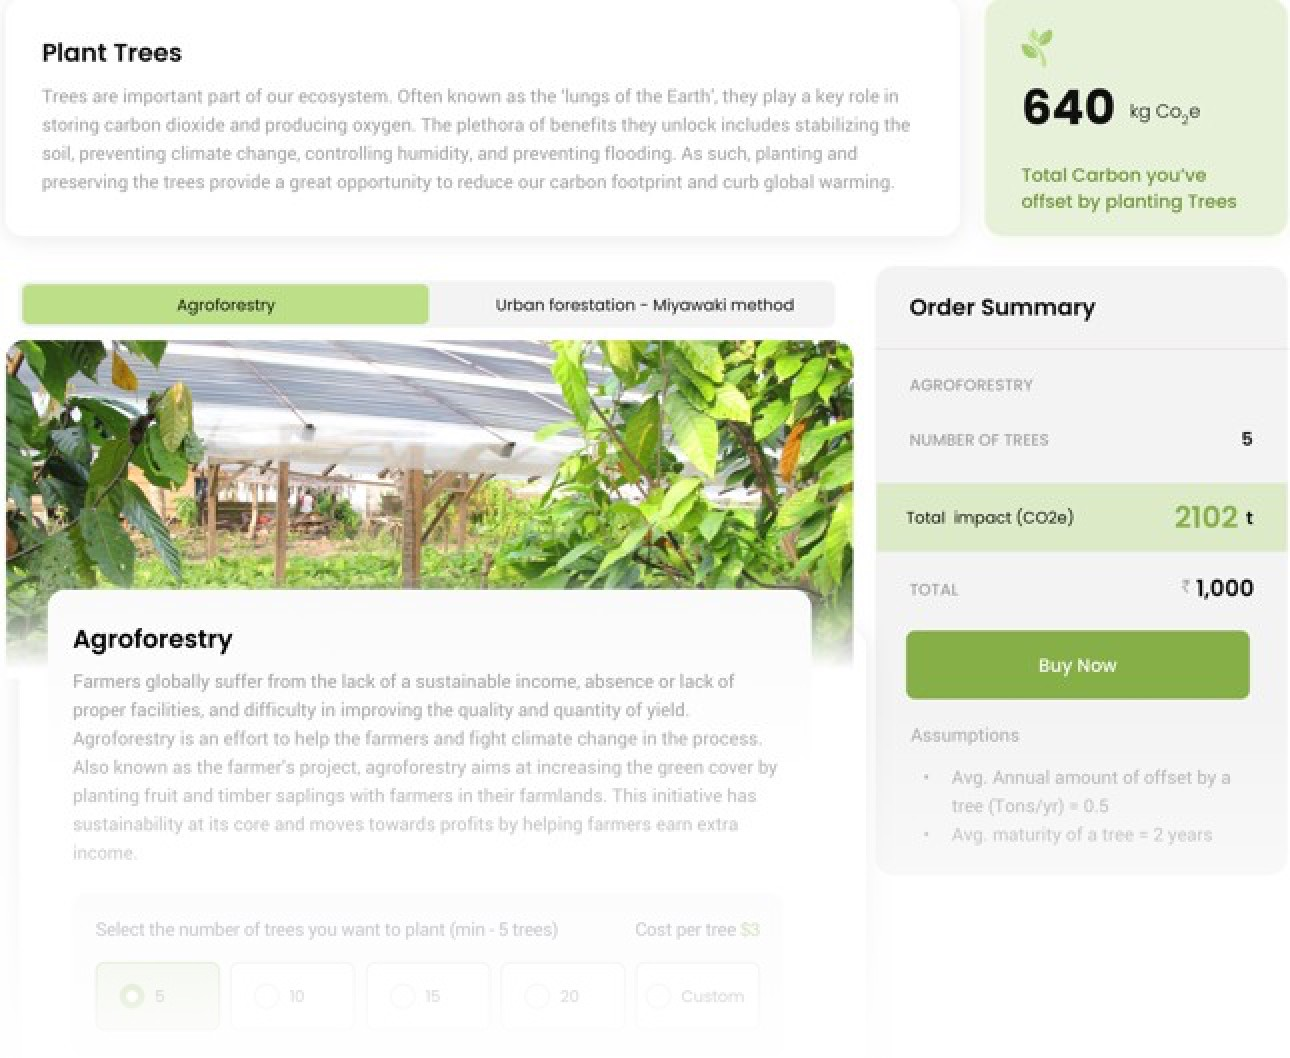 Plant Trees
Trees are important part of our ecosystem. Often known as the 'lungs of the Earth', they play a key role in
storing carbon dioxide and producing oxygen. The plethora of benefits they unlock includes stabilizing the
soil, preventing climate change, controlling humidity, and preventing flooding. As such, planting and
preserving the trees provide a great opportunity to reduce our carbon footprint and curb global warming.
640 kg Co₂e
Total Carbon you've
offset by planting Trees
Agroforestry
Urban forestation - Miyawaki method
Agroforestry
Farmers globally suffer from the lack of a sustainable income, absence or lack of
proper facilities, and difficulty in improving the quality and quantity of yield.
Agroforestry is an effort to help the farmers and fight climate change in the process.
Also known as the farmer's project, agroforestry aims at increasing the green cover by
planting fruit and timber saplings with farmers in their farmlands. This initiative has
sustainability at its core and moves towards profits by helping farmers earn extra
income.
Select the number of trees you want to plant (min - 5 trees) Cost per tree $3
5 10 15 20 Custom
Order Summary
AGROFORESTRY
NUMBER OF TREES 5
Total impact (CO2e) 2102 t
TOTAL ₹ 1,000
Buy Now
Assumptions
• Avg. Annual amount of offset by a
tree (Tons/yr) = 0.5
• Avg. maturity of a tree = 2 years